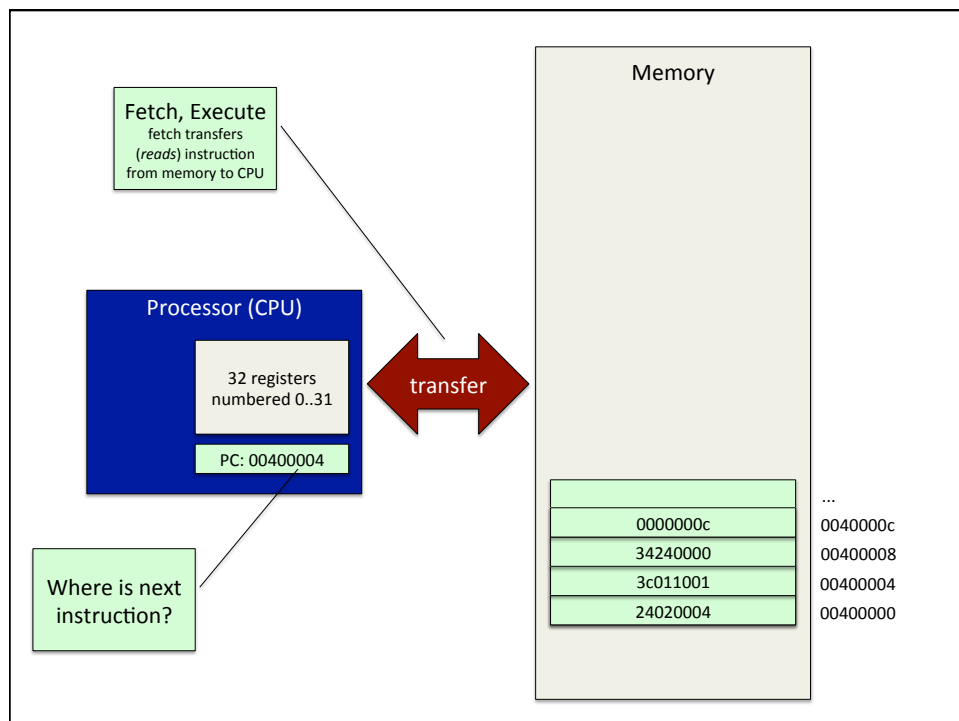 Memory
Fetch, Execute
fetch transfers
(reads) instruction
from memory to CPU
Processor (CPU)
32 registers
numbered 0..31
PC: 00400004
transfer
Where is next
instruction?
...
0000000c 0040000c
34240000 00400008
3c011001 00400004
24020004 00400000